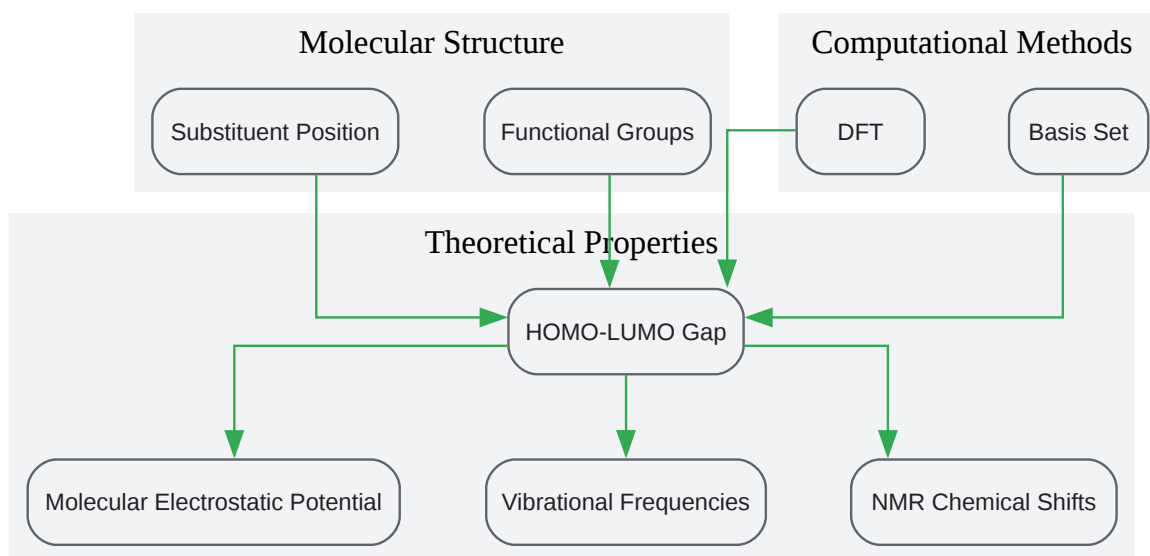 Molecular Structure
Computational Methods
Substituent Position
Functional Groups
DFT
Basis Set
Theoretical Properties
HOMO-LUMO Gap
Molecular Electrostatic Potential
Vibrational Frequencies
NMR Chemical Shifts